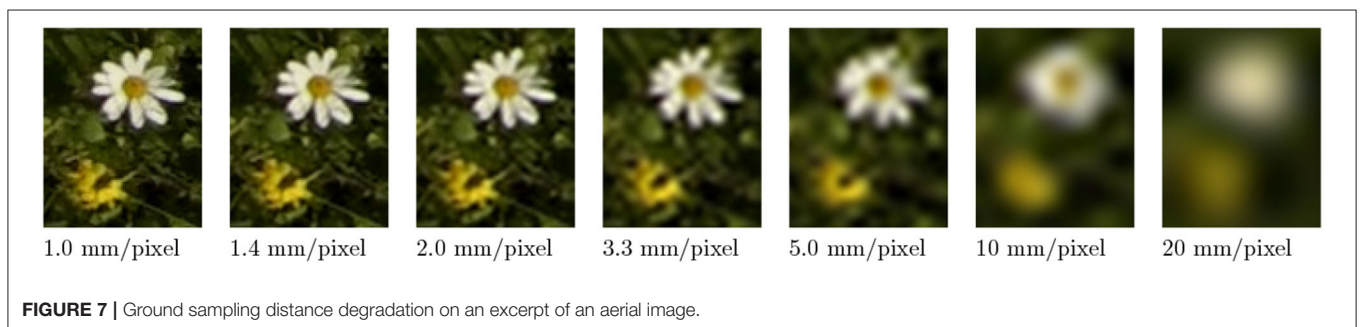 1.0 mm/pixel 1.4 mm/pixel 2.0 mm/pixel 3.3 mm/pixel 5.0 mm/pixel 10 mm/pixel 20 mm/pixel
FIGURE 7 | Ground sampling distance degradation on an excerpt of an aerial image.